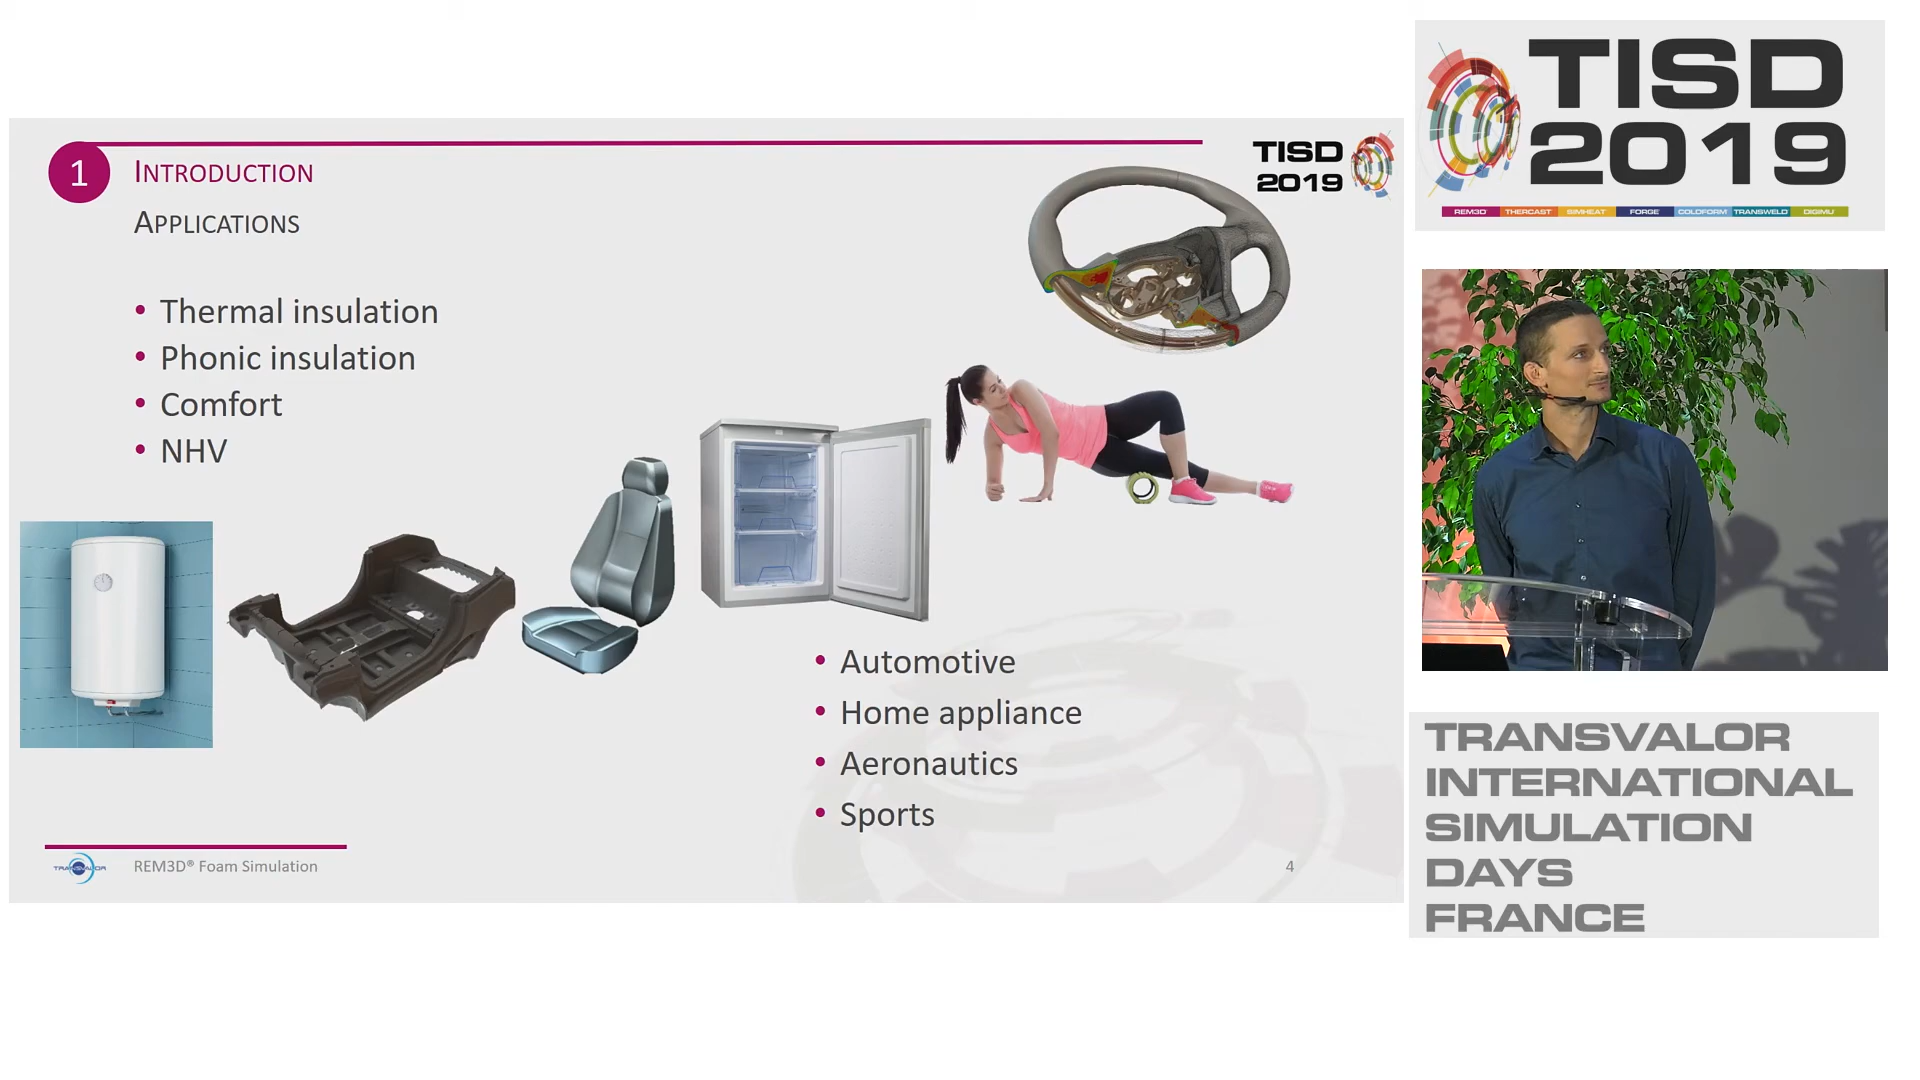 1
INTRODUCTION
APPLICATIONS
TISD
2019
• Thermal insulation
• Phonic insulation
• Comfort
• NHV
• Automotive
• Home appliance
• Aeronautics
• Sports
TRANSVALOR
REM3D® Foam Simulation
4
TISD
2019
REM3D® THERCAST SIMHEAT FORGE® COLDFORM TRANSWELD DIGIMU®
TRANSVALOR
INTERNATIONAL
SIMULATION
DAYS
FRANCE